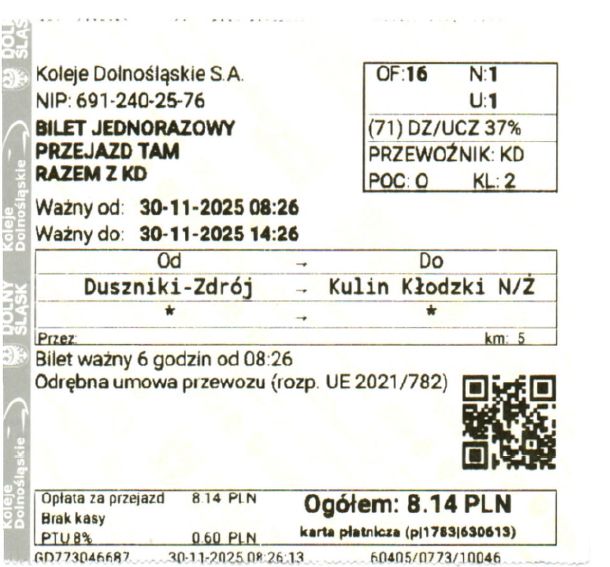 DOLN
ŚLĄSK
Koleje
Dolnośląskie
DOLNY
ŚLĄSK
Koleje
Dolnośląskie
Koleje Dolnośląskie S.A.
NIP: 691-240-25-76
BILET JEDNORAZOWY
PRZEJAZD TAM
RAZEM Z KD
OF:16 N:1
U:1
(71) DZ/UCZ 37%
PRZEWOŹNIK: KD
POC: O KL: 2
Ważny od: 30-11-2025 08:26
Ważny do: 30-11-2025 14:26
Od → Do
Duszniki-Zdrój → Kulin Kłodzki N/Ż
* → *
Przez: km: 5
Bilet ważny 6 godzin od 08:26
Odrębna umowa przewozu (rozp. UE 2021/782)
Opłata za przejazd 8.14 PLN
Brak kasy
PTU 8% 0.60 PLN
Ogółem: 8.14 PLN
karta płatnicza (p|1763|630613)
GD773046687 30-11-2025 08:26:13 60405/0773/10046